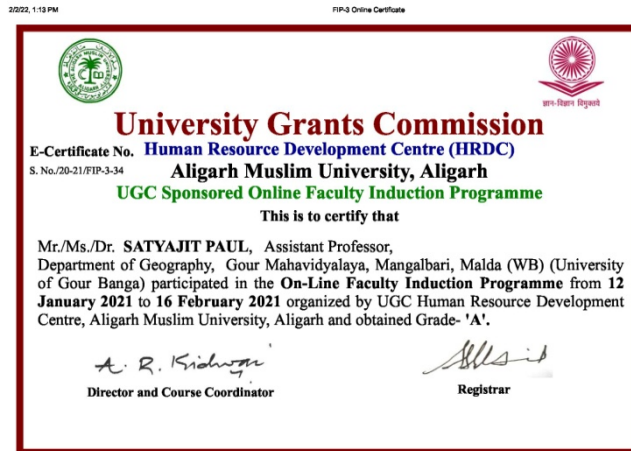 2/2/22, 1:13 PM FIP-3 Online Certificate
ज्ञान-विज्ञान विमुक्तये
University Grants Commission
E-Certificate No. Human Resource Development Centre (HRDC)
S. No./20-21/FIP-3-34 Aligarh Muslim University, Aligarh
UGC Sponsored Online Faculty Induction Programme
This is to certify that
Mr./Ms./Dr. SATYAJIT PAUL, Assistant Professor,
Department of Geography, Gour Mahavidyalaya, Mangalbari, Malda (WB) (University
of Gour Banga) participated in the On-Line Faculty Induction Programme from 12
January 2021 to 16 February 2021 organized by UGC Human Resource Development
Centre, Aligarh Muslim University, Aligarh and obtained Grade- 'A'.
A. R. Kidwai
Director and Course Coordinator Registrar